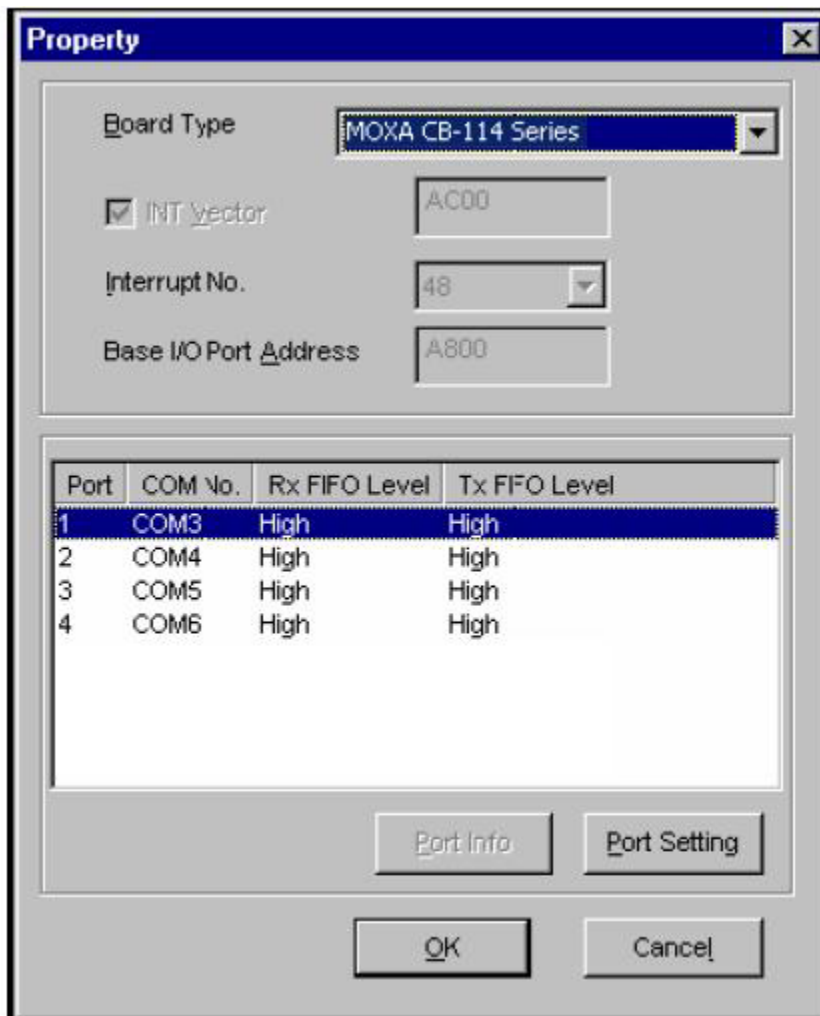 Property
Board Type MOXA CB-114 Series
INT Vector AC00
Interrupt No. 48
Base I/O Port Address A800
Port COM No. Rx FIFO Level Tx FIFO Level
1 COM3 High High
2 COM4 High High
3 COM5 High High
4 COM6 High High
Port Info Port Setting
OK Cancel